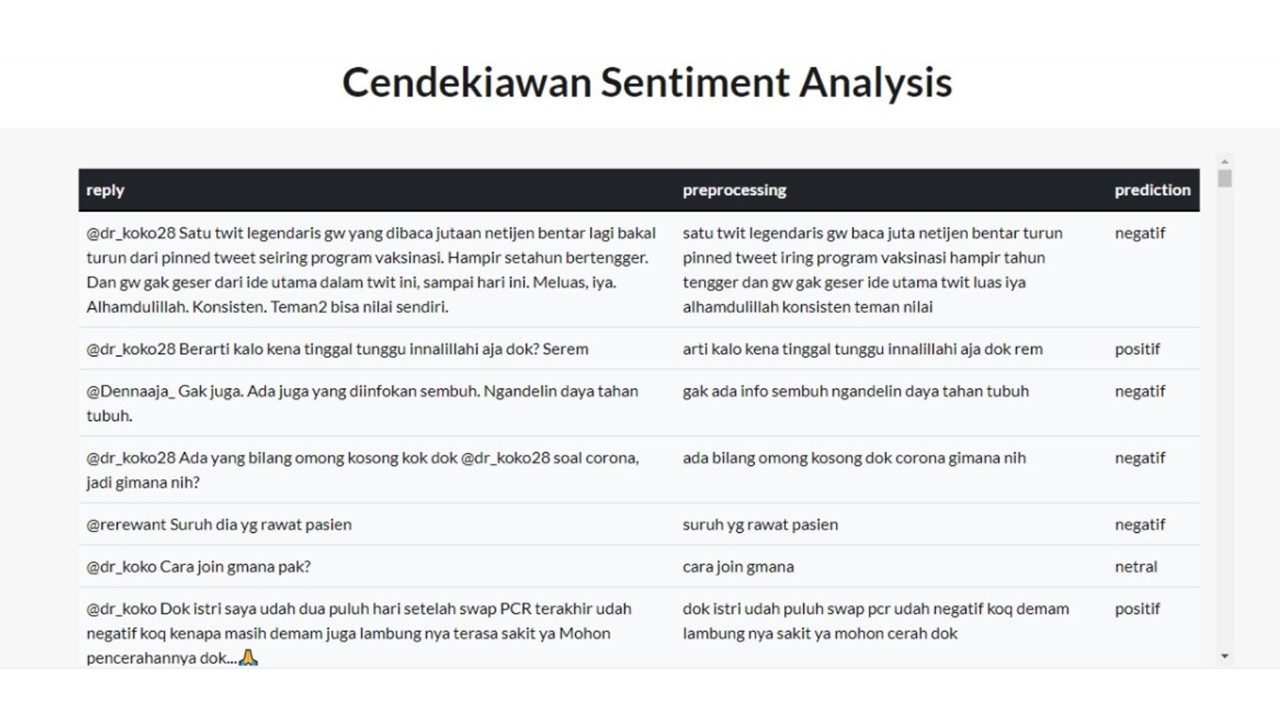 Cendekiawan Sentiment Analysis
reply preprocessing prediction
@dr_koko28 Satu twit legendaris gw yang dibaca jutaan netijen bentar lagi bakal
turun dari pinned tweet seiring program vaksinasi. Hampir setahun bertengger.
Dan gw gak geser dari ide utama dalam twit ini, sampai hari ini. Meluas, iya.
Alhamdulillah. Konsisten. Teman2 bisa nilai sendiri.
satu twit legendaris gw baca juta netijen bentar turun
pinned tweet iring program vaksinasi hampir tahun
tengger dan gw gak geser ide utama twit luas iya
alhamdulillah konsisten teman nilai
negatif
@dr_koko28 Berarti kalo kena tinggal tunggu innalillahi aja dok? Serem
arti kalo kena tinggal tunggu innalillahi aja dok rem
positif
@Dennaaja_ Gak juga. Ada juga yang diinfokan sembuh. Ngandelin daya tahan
tubuh.
gak ada info sembuh ngandelin daya tahan tubuh
negatif
@dr_koko28 Ada yang bilang omong kosong kok dok @dr_koko28 soal corona,
jadi gimana nih?
ada bilang omong kosong dok corona gimana nih
negatif
@rerewant Suruh dia yg rawat pasien
suruh yg rawat pasien
negatif
@dr_koko Cara join gmana pak?
cara join gmana
netral
@dr_koko Dok istri saya udah dua puluh hari setelah swap PCR terakhir udah
negatif koq kenapa masih demam juga lambung nya terasa sakit ya Mohon
pencerahannya dok...🙏
dok istri udah puluh swap pcr udah negatif koq demam
lambung nya sakit ya mohon cerah dok
positif